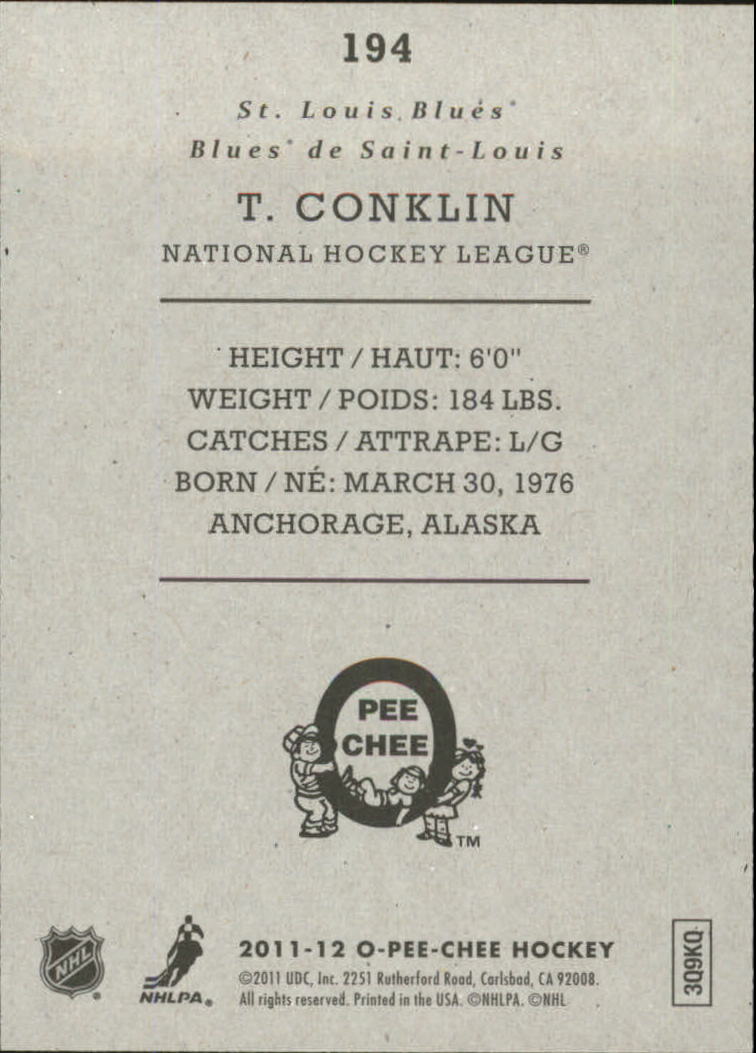 194
St. Louis Blues
Blues de Saint-Louis
T. CONKLIN
NATIONAL HOCKEY LEAGUE®
HEIGHT / HAUT: 6'0"
WEIGHT / POIDS: 184 LBS.
CATCHES / ATTRAPE: L/G
BORN / NÉ: MARCH 30, 1976
ANCHORAGE, ALASKA
O
PEE
CHEE
TM
NHL
NHLPA
2011-12 O-PEE-CHEE HOCKEY
©2011 UDC, Inc. 2251 Rutherford Road, Carlsbad, CA 92008.
All rights reserved. Printed in the USA. ©NHLPA. ©NHL
3Q9KQ